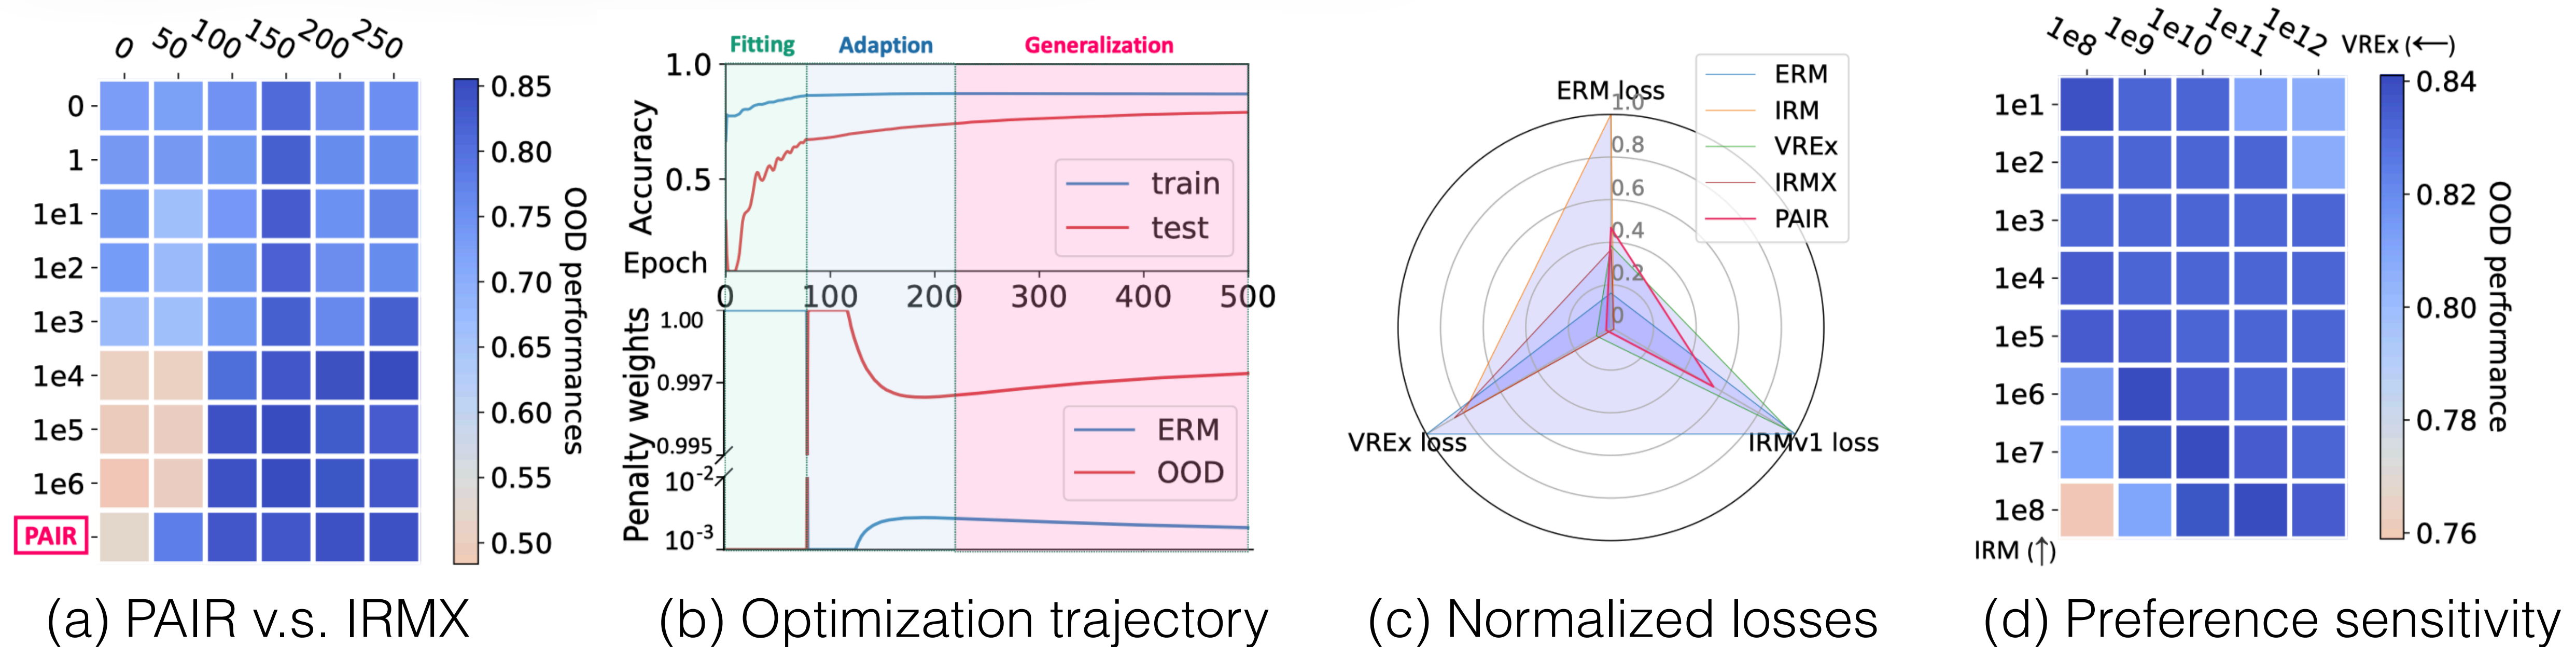 0 50 100 150 200 250
0
1
1e1
1e2
1e3
1e4
1e5
1e6
PAIR
0.85
0.80
0.75
0.70
0.65
0.60
0.55
0.50
OOD performances
(a) PAIR v.s. IRMX
Fitting Adaption Generalization
1.0
0.5
Accuracy
train
test
Epoch
0 100 200 300 400 500
1.00
0.997
0.995
10-2
10-3
Penalty weights
ERM
OOD
(b) Optimization trajectory
ERM loss
1.0
0.8
0.6
0.4
0.2
0
VREx loss
IRMv1 loss
ERM
IRM
VREx
IRMX
PAIR
(c) Normalized losses
1e8 1e9 1e10 1e11 1e12 VREx (←)
1e1
1e2
1e3
1e4
1e5
1e6
1e7
1e8
IRM (↑)
0.84
0.82
0.80
0.78
0.76
OOD performance
(d) Preference sensitivity